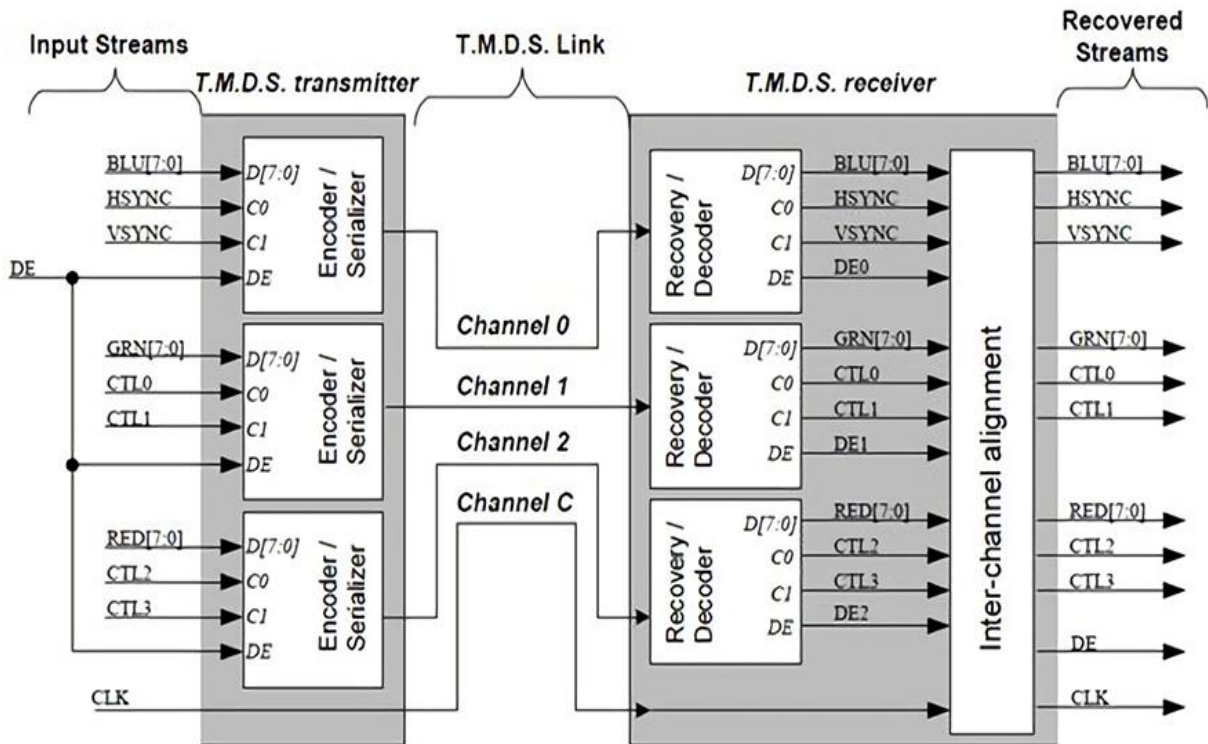 Input Streams
T.M.D.S. Link
Recovered
Streams
T.M.D.S. transmitter
T.M.D.S. receiver
BLU[7:0]
HSYNC
VSYNC
DE
D[7:0]
C0
C1
DE
Encoder /
Serializer
GRN[7:0]
CTL0
CTL1
D[7:0]
C0
C1
DE
Encoder /
Serializer
RED[7:0]
CTL2
CTL3
D[7:0]
C0
C1
DE
Encoder /
Serializer
CLK
Channel 0
Channel 1
Channel 2
Channel C
Recovery /
Decoder
D[7:0]
C0
C1
DE
BLU[7:0]
HSYNC
VSYNC
DE0
Recovery /
Decoder
D[7:0]
C0
C1
DE
GRN[7:0]
CTL0
CTL1
DE1
Recovery /
Decoder
D[7:0]
C0
C1
DE
RED[7:0]
CTL2
CTL3
DE2
Inter-channel alignment
BLU[7:0]
HSYNC
VSYNC
GRN[7:0]
CTL0
CTL1
RED[7:0]
CTL2
CTL3
DE
CLK